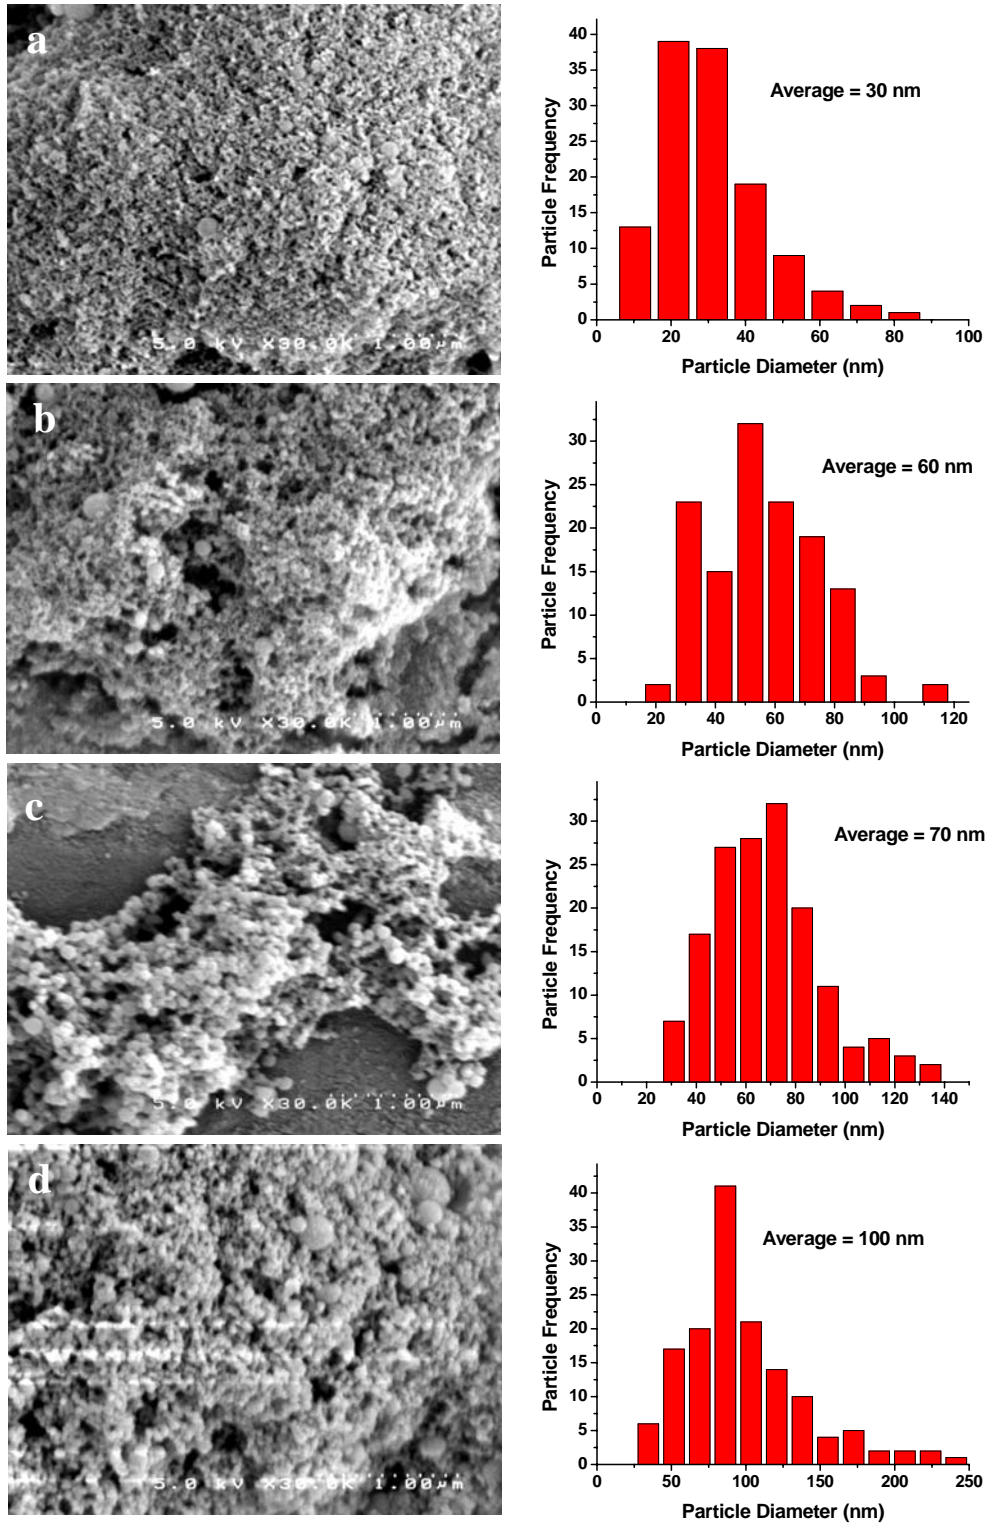 a
5.0 kV X30.0K 1.00μm
40
35
30
25
20
15
10
5
0
0 20 40 60 80 100
Particle Frequency
Particle Diameter (nm)
Average = 30 nm
b
5.0 kV X30.0K 1.00μm
30
25
20
15
10
5
0
0 20 40 60 80 100 120
Particle Frequency
Particle Diameter (nm)
Average = 60 nm
c
5.0 kV X30.0K 1.00μm
30
25
20
15
10
5
0
0 20 40 60 80 100 120 140
Particle Frequency
Particle Diameter (nm)
Average = 70 nm
d
5.0 kV X30.0K 1.00μm
40
35
30
25
20
15
10
5
0
0 50 100 150 200 250
Particle Frequency
Particle Diameter (nm)
Average = 100 nm